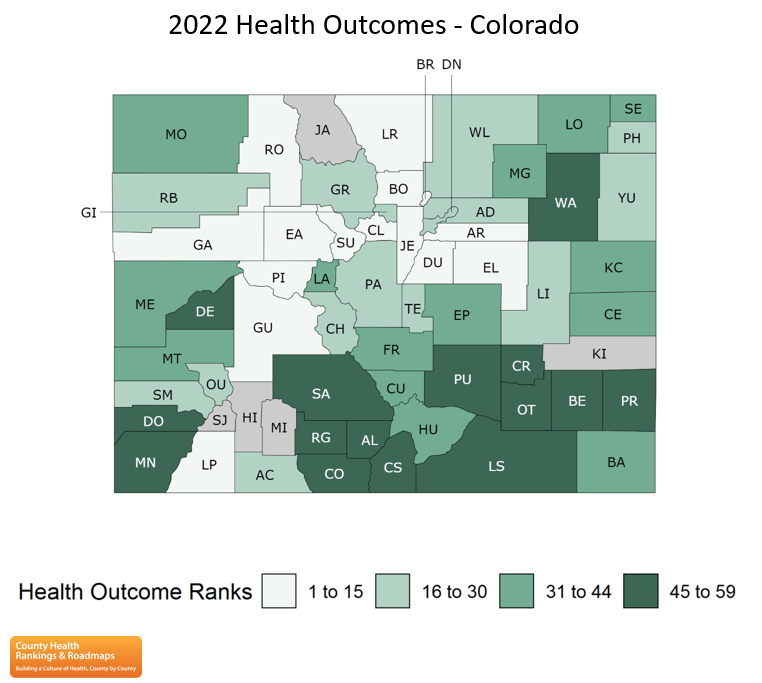 2022 Health Outcomes - Colorado
BR DN
MO
RO
JA
LR
WL
LO
SE
PH
MG
RB
GR
BO
WA
YU
GI
AD
GA
EA
SU
CL
JE
AR
DU
EL
KC
ME
DE
PI
LA
PA
TE
LI
CE
GU
CH
EP
MT
FR
KI
OU
SA
CU
PU
CR
SM
OT
BE
PR
DO
SJ
HI
MI
RG
AL
HU
MN
LP
AC
CO
CS
LS
BA
Health Outcome Ranks 1 to 15 16 to 30 31 to 44 45 to 59
County Health
Rankings & Roadmaps
Building a Culture of Health, County by County